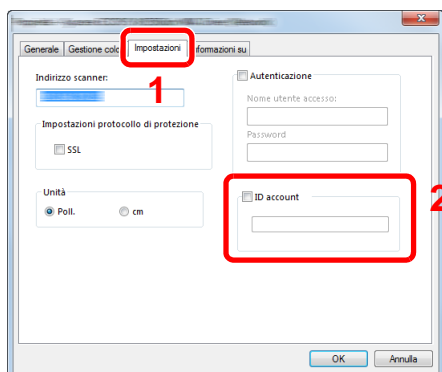 Generale Gestione colo Impostazioni nformazioni su
1
Indirizzo scanner:
Autenticazione
Nome utente accesso:
Password
Impostazioni protocollo di protezione
SSL
Unità
Poll. cm
ID account
2
OK Annulla